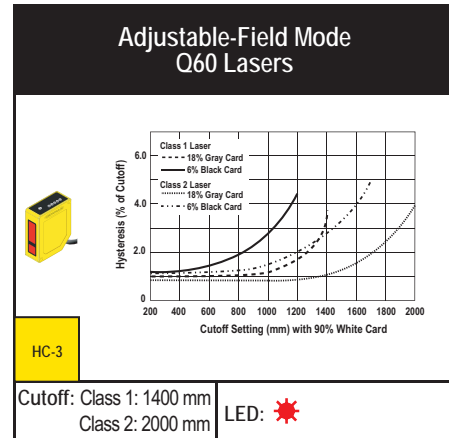 Adjustable-Field Mode
Q60 Lasers
Hysteresis (% of Cutoff)
6.0
4.0
2.0
0
Class 1 Laser
18% Gray Card
6% Black Card
Class 2 Laser
18% Gray Card
6% Black Card
200 400 600 800 1000 1200 1400 1600 1800 2000
Cutoff Setting (mm) with 90% White Card
HC-3
Cutoff: Class 1: 1400 mm
Class 2: 2000 mm
LED: